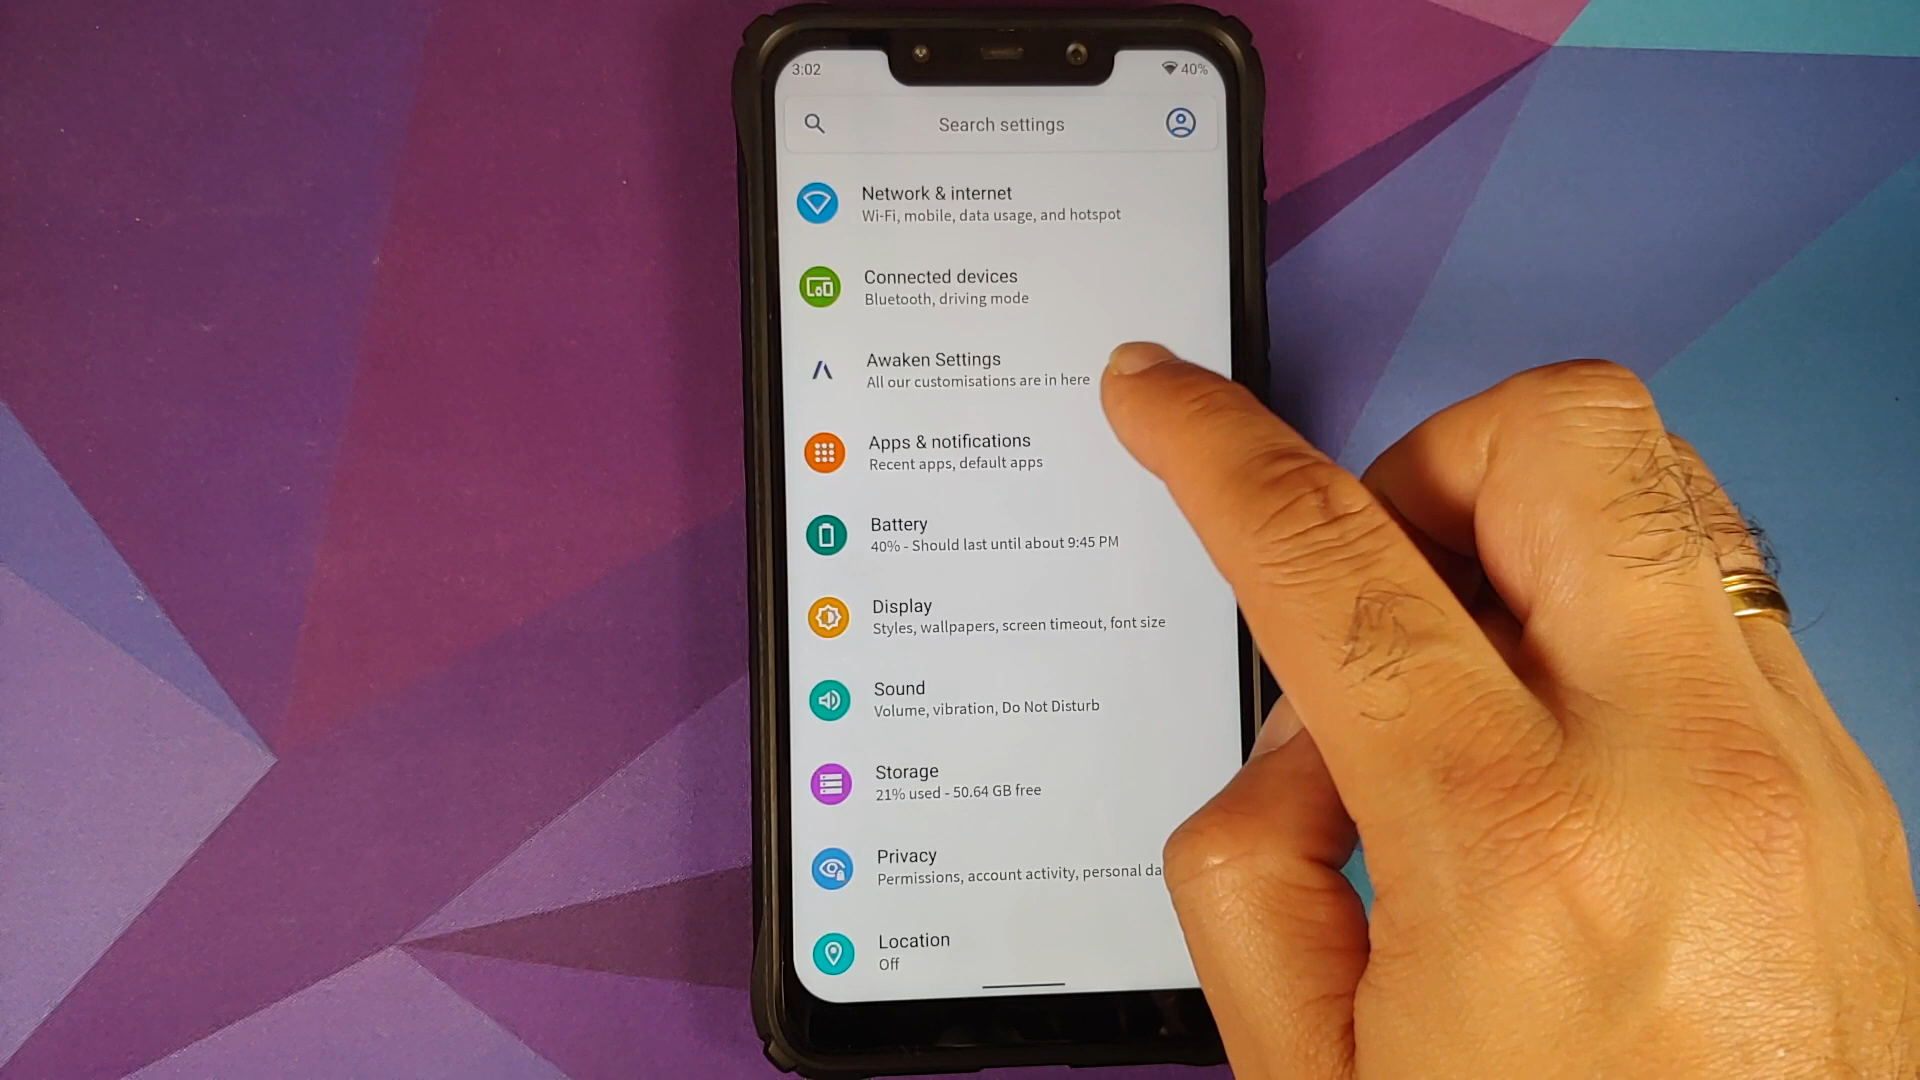 3:02
40%
Search settings
Network & internet
Wi-Fi, mobile, data usage, and hotspot
Connected devices
Bluetooth, driving mode
Awaken Settings
All our customisations are in here
Apps & notifications
Recent apps, default apps
Battery
40% - Should last until about 9:45 PM
Display
Styles, wallpapers, screen timeout, font size
Sound
Volume, vibration, Do Not Disturb
Storage
21% used - 50.64 GB free
Privacy
Permissions, account activity, personal da
Location
Off